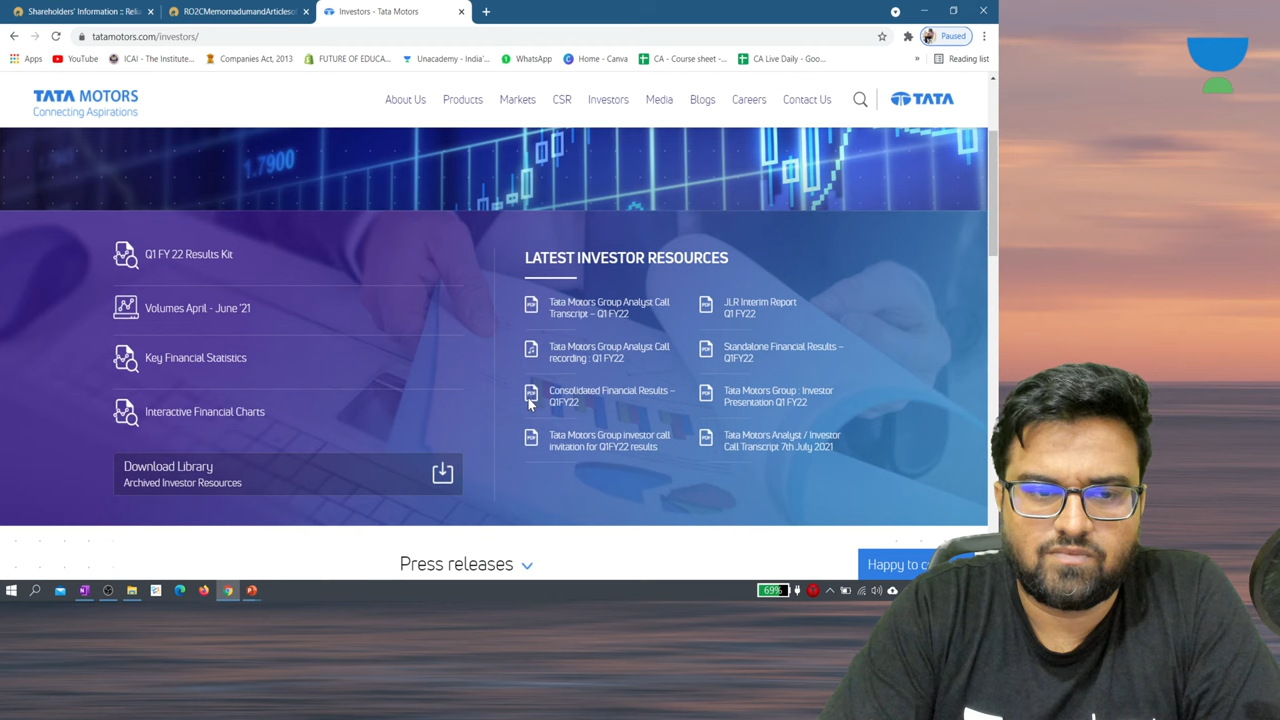 Shareholders' Information :: Relia
RO2CMemornadumandArticlesof
Investors - Tata Motors
tatamotors.com/investors/
Paused
Apps
YouTube
ICAI - The Institute...
Companies Act, 2013
FUTURE OF EDUCA...
Unacademy - India'...
WhatsApp
Home - Canva
CA - Course sheet -...
CA Live Daily - Goo...
»
Reading list
TATA MOTORS
Connecting Aspirations
About Us
Products
Markets
CSR
Investors
Media
Blogs
Careers
Contact Us
TATA
1.7900
Q1 FY 22 Results Kit
Volumes April - June '21
Key Financial Statistics
Interactive Financial Charts
Download Library
Archived Investor Resources
LATEST INVESTOR RESOURCES
Tata Motors Group Analyst Call
Transcript – Q1 FY22
Tata Motors Group Analyst Call
recording : Q1 FY22
Consolidated Financial Results –
Q1FY22
Tata Motors Group investor call
invitation for Q1FY22 results
JLR Interim Report
Q1 FY22
Standalone Financial Results –
Q1FY22
Tata Motors Group : Investor
Presentation Q1 FY22
Tata Motors Analyst / Investor
Call Transcript 7th July 2021
Press releases
Happy to
69%